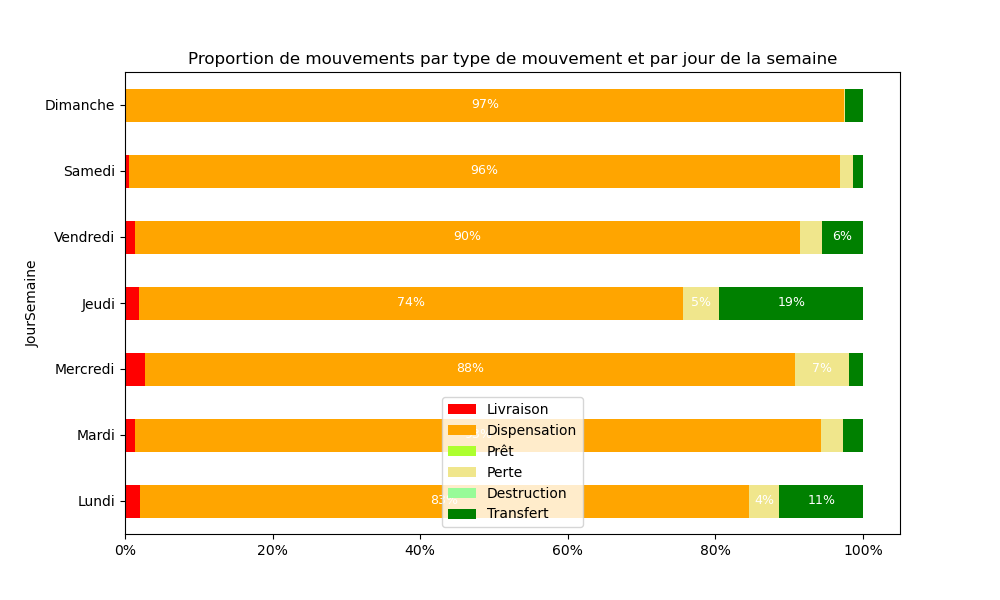 Proportion de mouvements par type de mouvement et par jour de la semaine
JourSemaine
Dimanche
97%
Samedi
96%
Vendredi
90%
6%
Jeudi
74%
5%
19%
Mercredi
88%
7%
Mardi
Lundi
83%
4%
11%
Livraison
Dispensation
Prêt
Perte
Destruction
Transfert
0%
20%
40%
60%
80%
100%